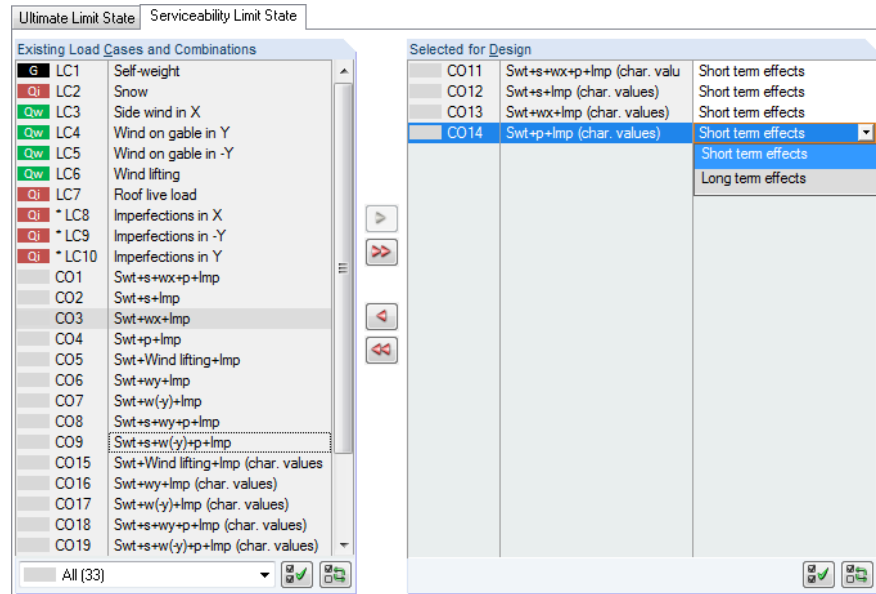 Ultimate Limit State Serviceability Limit State
Existing Load Cases and Combinations
G LC1 Self-weight
Qi LC2 Snow
Qw LC3 Side wind in X
Qw LC4 Wind on gable in Y
Qw LC5 Wind on gable in -Y
Qw LC6 Wind lifting
Qi LC7 Roof live load
Qi * LC8 Imperfections in X
Qi * LC9 Imperfections in -Y
Qi * LC10 Imperfections in Y
CO1 Swt+s+wx+p+Imp
CO2 Swt+s+Imp
CO3 Swt+wx+Imp
CO4 Swt+p+Imp
CO5 Swt+Wind lifting+Imp
CO6 Swt+wy+Imp
CO7 Swt+w(-y)+Imp
CO8 Swt+s+wy+p+Imp
CO9 Swt+s+w(-y)+p+Imp
CO15 Swt+Wind lifting+Imp (char. values
CO16 Swt+wy+Imp (char. values)
CO17 Swt+w(-y)+Imp (char. values)
CO18 Swt+s+wy+p+Imp (char. values)
CO19 Swt+s+w(-y)+p+Imp (char. values)
All (33)
Selected for Design
CO11 Swt+s+wx+p+Imp (char. valu Short term effects
CO12 Swt+s+Imp (char. values) Short term effects
CO13 Swt+wx+Imp (char. values) Short term effects
CO14 Swt+p+Imp (char. values) Short term effects
Short term effects
Long term effects